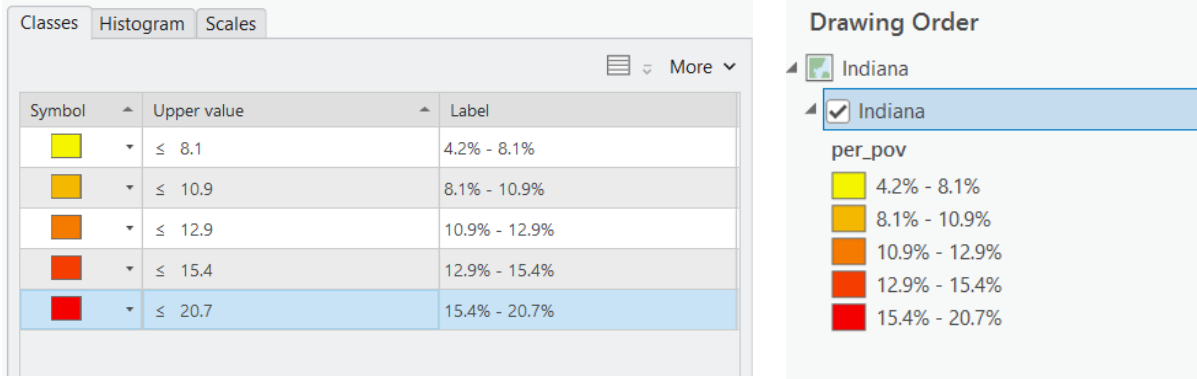 Classes Histogram Scales
More
Symbol Upper value Label
≤ 8.1 4.2% - 8.1%
≤ 10.9 8.1% - 10.9%
≤ 12.9 10.9% - 12.9%
≤ 15.4 12.9% - 15.4%
≤ 20.7 15.4% - 20.7%
Drawing Order
Indiana
Indiana
per_pov
4.2% - 8.1%
8.1% - 10.9%
10.9% - 12.9%
12.9% - 15.4%
15.4% - 20.7%